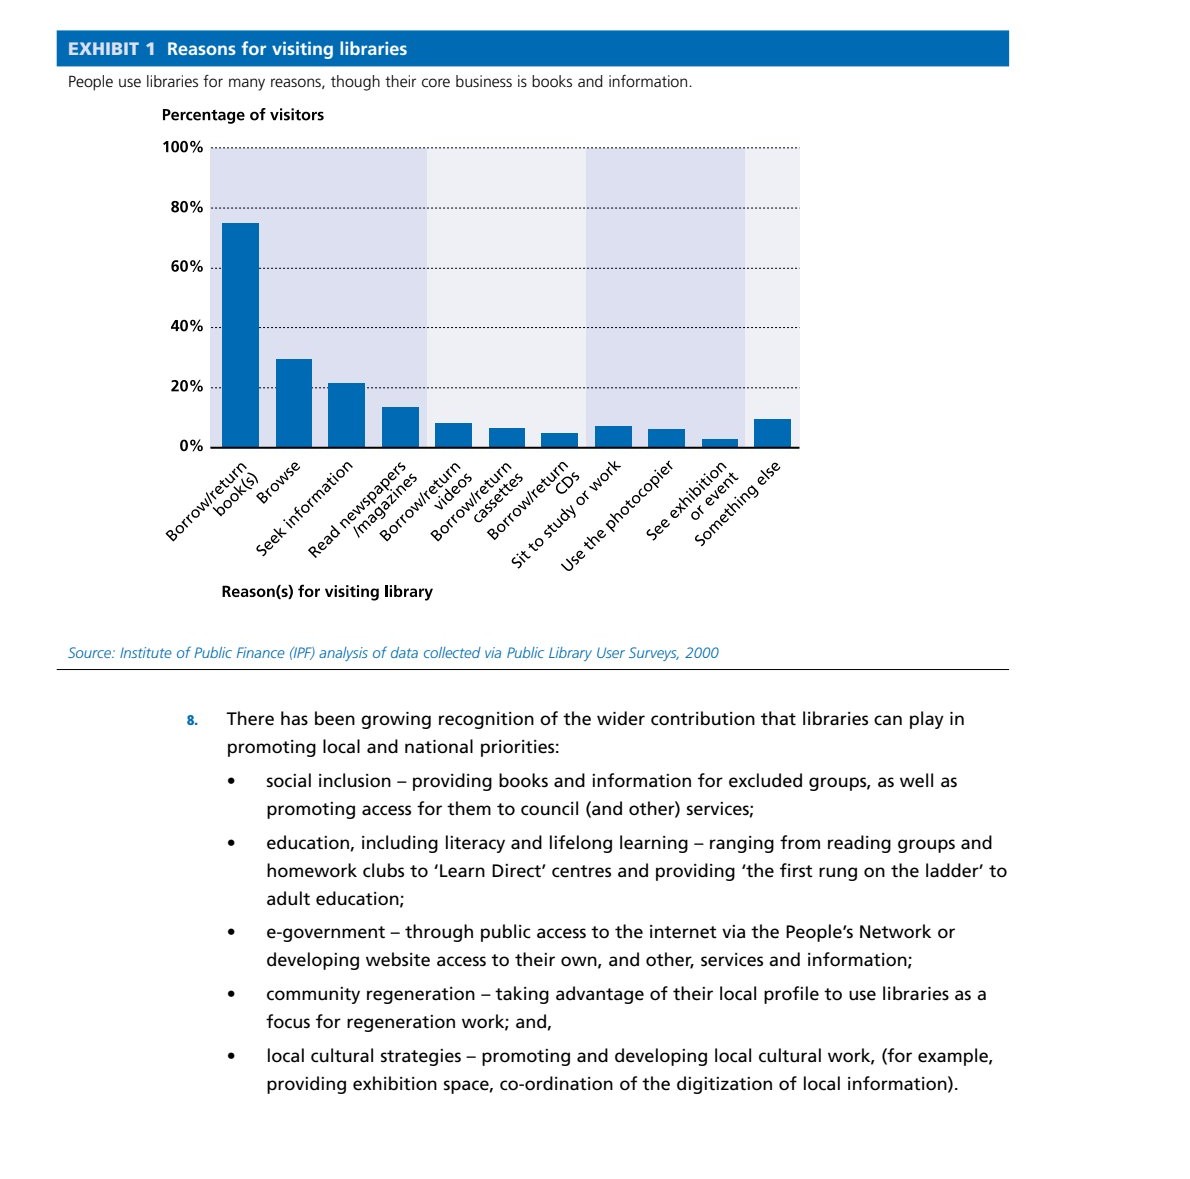 EXHIBIT 1 Reasons for visiting libraries
People use libraries for many reasons, though their core business is books and information.
Percentage of visitors
100%
80%
60%
40%
20%
0%
Borrow/return
book(s)
Browse
Seek information
Read newspapers
/magazines
Borrow/return
videos
Borrow/return
cassettes
Borrow/return
CDs
Sit to study or work
Use the photocopier
See exhibition
or event
Something else
Reason(s) for visiting library
Source: Institute of Public Finance (IPF) analysis of data collected via Public Library User Surveys, 2000
8. There has been growing recognition of the wider contribution that libraries can play in
promoting local and national priorities:
• social inclusion – providing books and information for excluded groups, as well as
promoting access for them to council (and other) services;
• education, including literacy and lifelong learning – ranging from reading groups and
homework clubs to ‘Learn Direct’ centres and providing ‘the first rung on the ladder’ to
adult education;
• e-government – through public access to the internet via the People’s Network or
developing website access to their own, and other, services and information;
• community regeneration – taking advantage of their local profile to use libraries as a
focus for regeneration work; and,
• local cultural strategies – promoting and developing local cultural work, (for example,
providing exhibition space, co-ordination of the digitization of local information).